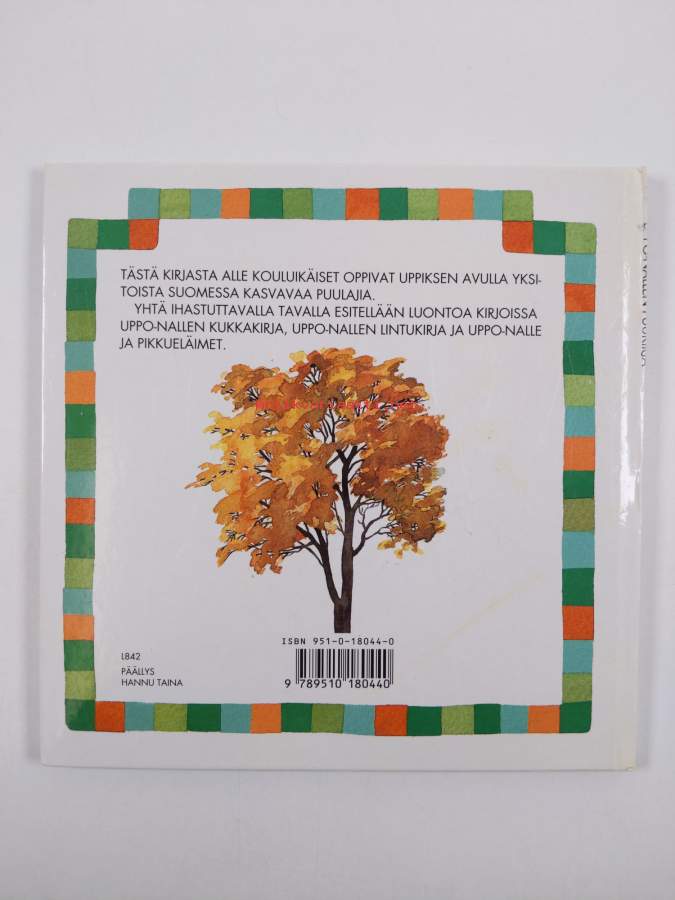 TÄSTÄ KIRJASTA ALLE KOULUIKÄISET OPPIVAT UPPIKSEN AVULLA YKSI-
TOISTA SUOMESSA KASVAVAA PUULAJIA.
YHTÄ IHASTUTTAVALLA TAVALLA ESITELLÄÄN LUONTOA KIRJOISSA
UPPO-NALLEN KUKKAKIRJA, UPPO-NALLEN LINTUKIRJA JA UPPO-NALLE
JA PIKKUELÄIMET.
ISBN 951-0-18044-0
L842
PÄÄLLYS
HANNU TAINA
9 789510 180440